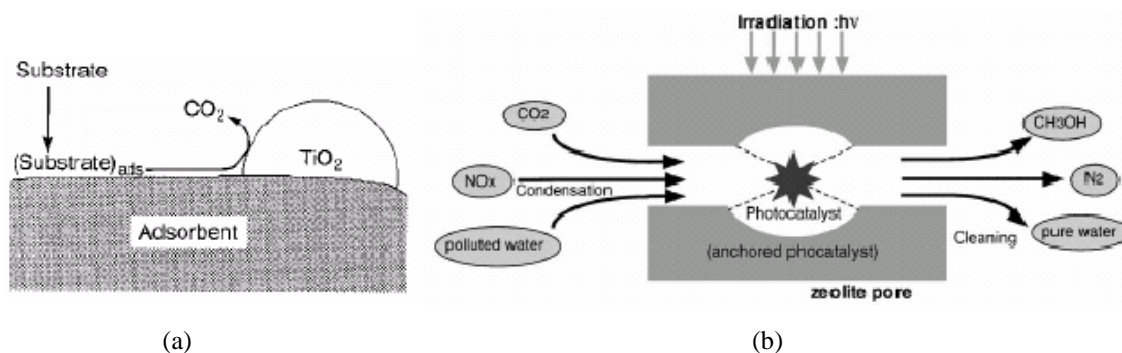 Substrate
CO2
(Substrate)ads
TiO2
Adsorbent
(a)
Irradiation :hν
CO2
NOx
Condensation
polluted water
Photocatalyst
(anchored phocatalyst)
zeolite pore
CH3OH
N2
pure water
Cleaning
(b)